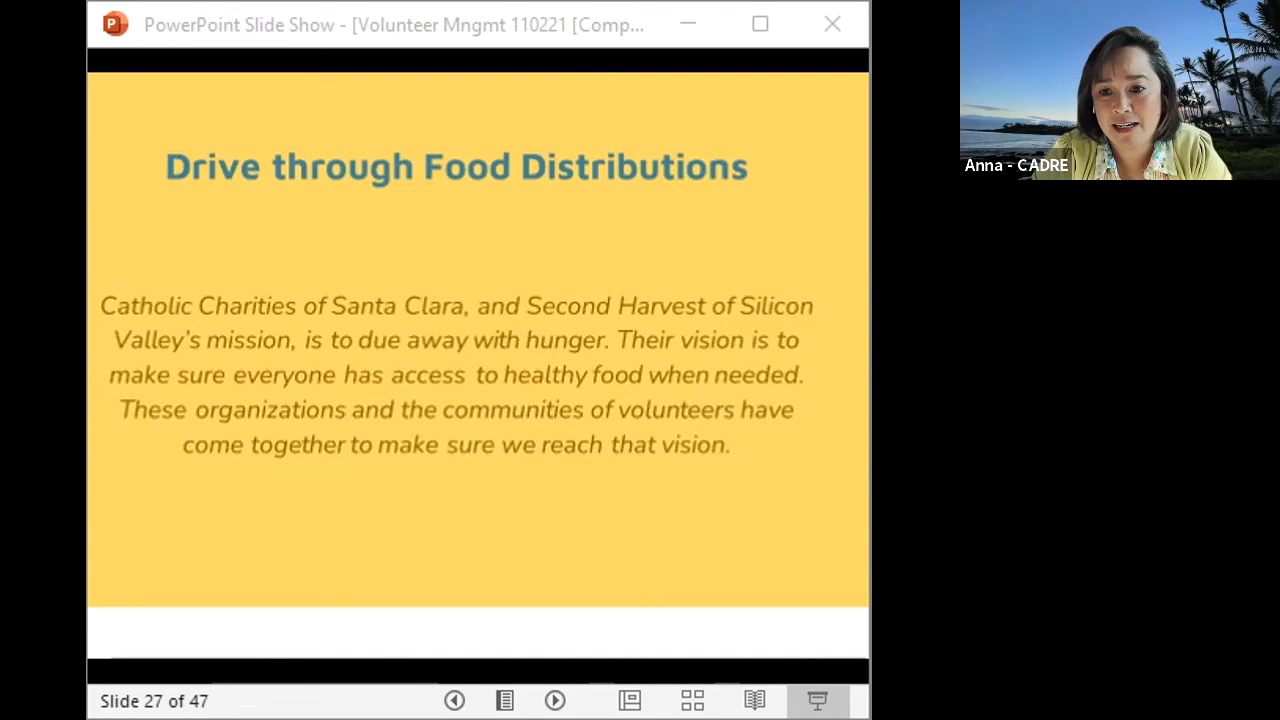 PowerPoint Slide Show - [Volunteer Mngmt 110221 [Comp...
Drive through Food Distributions
Catholic Charities of Santa Clara, and Second Harvest of Silicon
Valley's mission, is to due away with hunger. Their vision is to
make sure everyone has access to healthy food when needed.
These organizations and the communities of volunteers have
come together to make sure we reach that vision.
Slide 27 of 47
Anna - CADRE